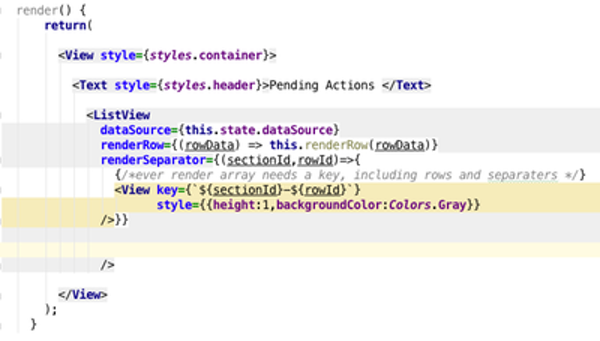 render() {
return(
<View style={styles.container}>
<Text style={styles.header}>Pending Actions </Text>
<ListView
dataSource={this.state.dataSource}
renderRow={(rowData) => this.renderRow(rowData)}
renderSeparator={(sectionId,rowId)=>{
{/*ever render array needs a key, including rows and separaters */}
<View key={`${sectionId}-${rowId}`}
style={{height:1,backgroundColor:Colors.Gray}}
/>}}
/>
</View>
);
}